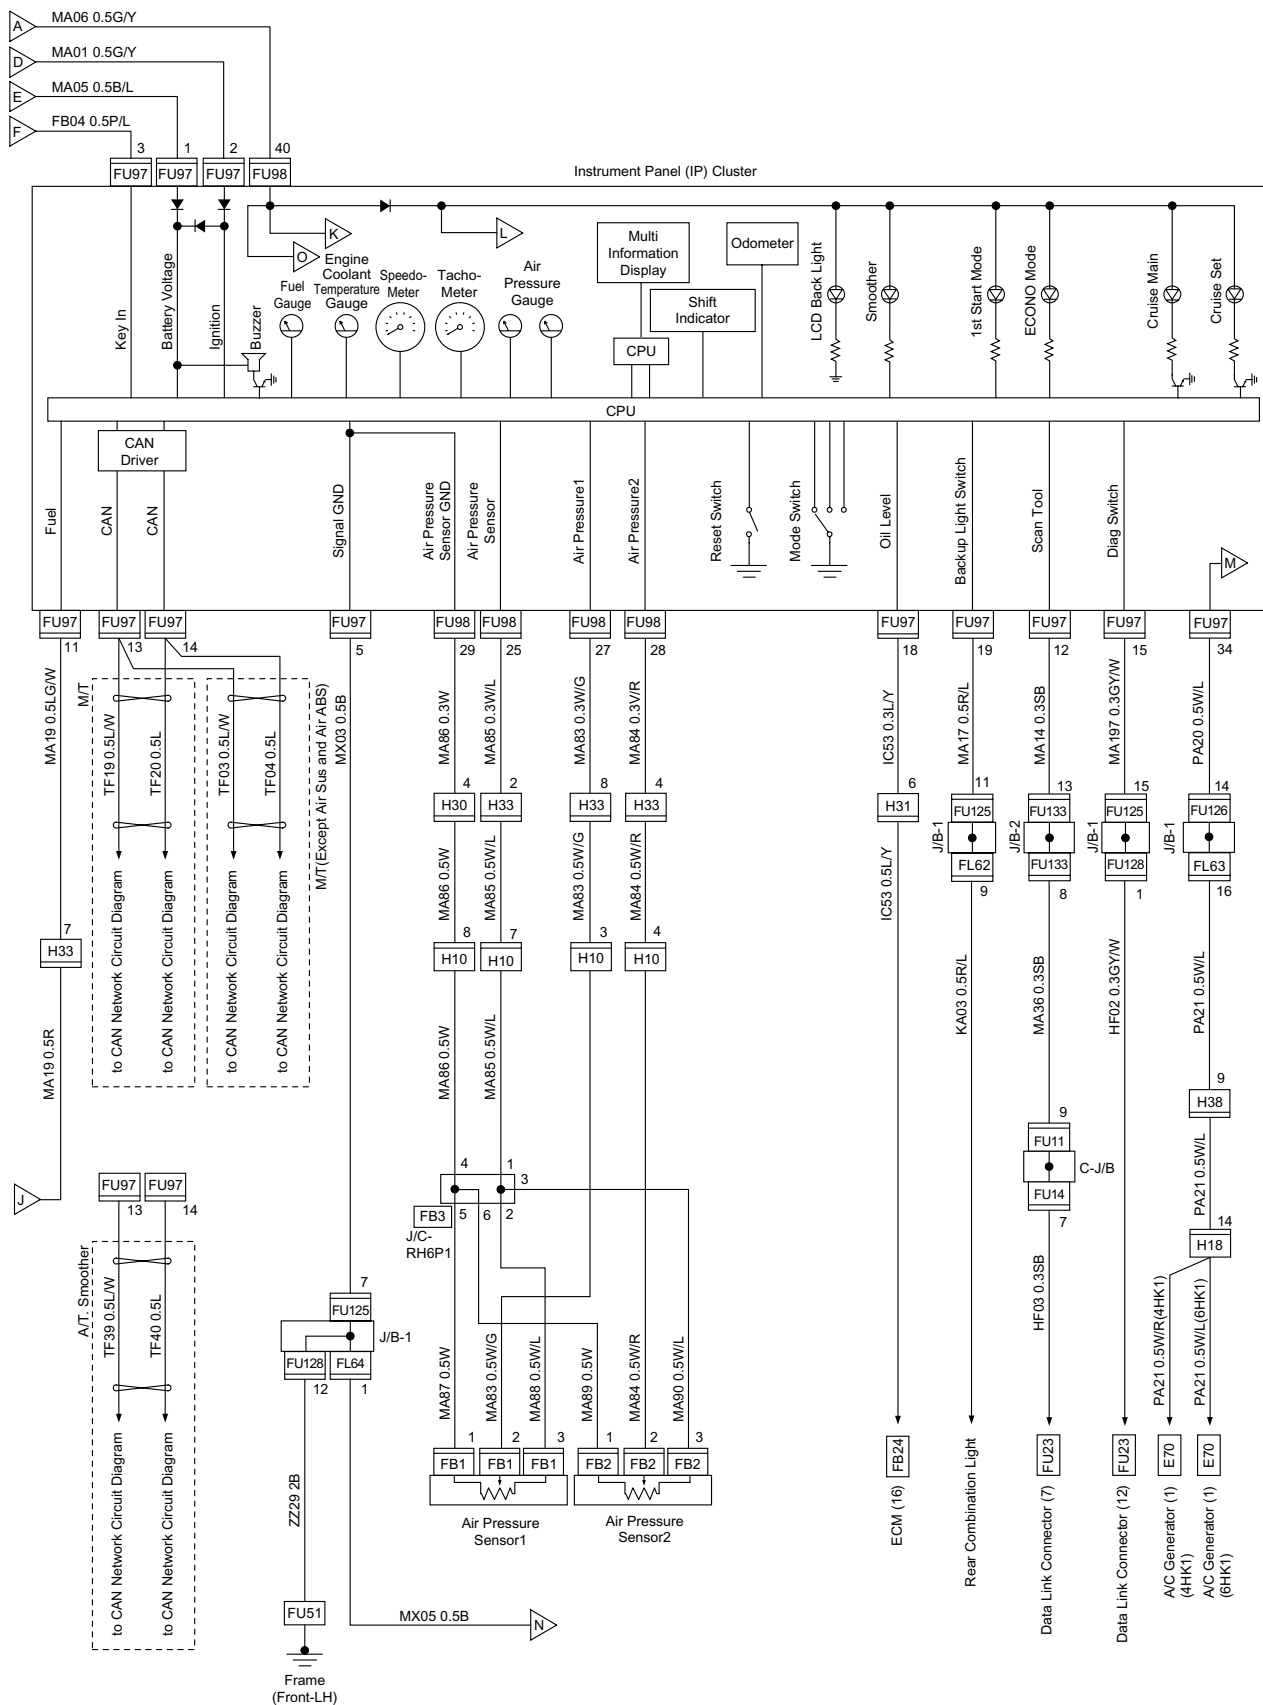 A
MA06 0.5G/Y
D
MA01 0.5G/Y
E
MA05 0.5B/L
F
FB04 0.5P/L
3
1
2
40
FU97
FU97
FU97
FU98
Instrument Panel (IP) Cluster
K
O
L
Key In
Battery Voltage
Ignition
Buzzer
Fuel
Gauge
Engine
Coolant
Temperature
Gauge
Speedo-
Meter
Tacho-
Meter
Air
Pressure
Gauge
Multi
Information
Display
Odometer
Shift
Indicator
CPU
LCD Back Light
Smoother
1st Start Mode
ECONO Mode
Cruise Main
Cruise Set
CPU
CAN
Driver
Fuel
CAN
CAN
Signal GND
Air Pressure
Sensor GND
Air Pressure
Sensor
Air Pressure1
Air Pressure2
Reset Switch
Mode Switch
Oil Level
Backup Light Switch
Scan Tool
Diag Switch
M
FU97
FU97
FU97
FU97
FU98
FU98
FU98
FU98
FU97
FU97
FU97
FU97
FU97
11
13
14
5
29
25
27
28
18
19
12
15
34
MA19 0.5LG/W
M/T
TF19 0.5L/W
TF20 0.5L
TF03 0.5L/W
TF04 0.5L
M/T(Except Air Sus and Air ABS)
MX03 0.5B
MA86 0.3W
MA85 0.3W/L
MA83 0.3W/G
MA84 0.3V/R
IC53 0.3L/Y
MA17 0.5R/L
MA14 0.3SB
MA197 0.3GY/W
PA20 0.5W/L
4
2
8
4
6
11
13
15
14
H30
H33
H33
H33
H31
FU125
FU133
FU125
FU126
J/B-1
J/B-2
J/B-1
J/B-1
FL62
FU133
FU128
FL63
9
8
1
16
to CAN Network Circuit Diagram
to CAN Network Circuit Diagram
to CAN Network Circuit Diagram
to CAN Network Circuit Diagram
MA86 0.5W
MA85 0.5W/L
MA83 0.5W/G
MA84 0.5W/R
IC53 0.5L/Y
7
H33
8
7
3
4
H10
H10
H10
H10
KA03 0.5R/L
MA36 0.3SB
HF02 0.3GY/W
PA21 0.5W/L
MA19 0.5R
MA86 0.5W
MA85 0.5W/L
9
H38
9
FU11
C-J/B
FU14
7
PA21 0.5W/L
J
FU97
FU97
13
14
4
1
3
5
6
2
FB3
J/C-
RH6P1
14
H18
A/T. Smoother
TF39 0.5L/W
TF40 0.5L
7
FU125
J/B-1
FU128
FL64
12
1
HF03 0.3SB
PA21 0.5W/R(4HK1)
PA21 0.5W/L(6HK1)
MA87 0.5W
MA83 0.5W/G
MA88 0.5W/L
MA89 0.5W
MA84 0.5W/R
MA90 0.5W/L
1
2
3
1
2
3
FB1
FB1
FB1
FB2
FB2
FB2
Air Pressure
Sensor1
Air Pressure
Sensor2
to CAN Network Circuit Diagram
to CAN Network Circuit Diagram
ZZ29 2B
FB24
FU23
FU23
E70
E70
ECM (16)
Rear Combination Light
Data Link Connector (7)
Data Link Connector (12)
A/C Generator (1)
(4HK1)
A/C Generator (1)
(6HK1)
FU51
MX05 0.5B
N
Frame
(Front-LH)